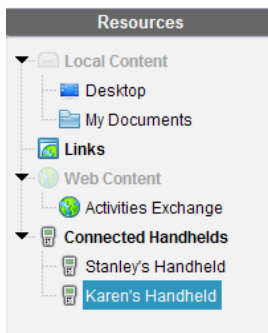 Resources
Local Content
Desktop
My Documents
Links
Web Content
Activities Exchange
Connected Handhelds
Stanley's Handheld
Karen's Handheld